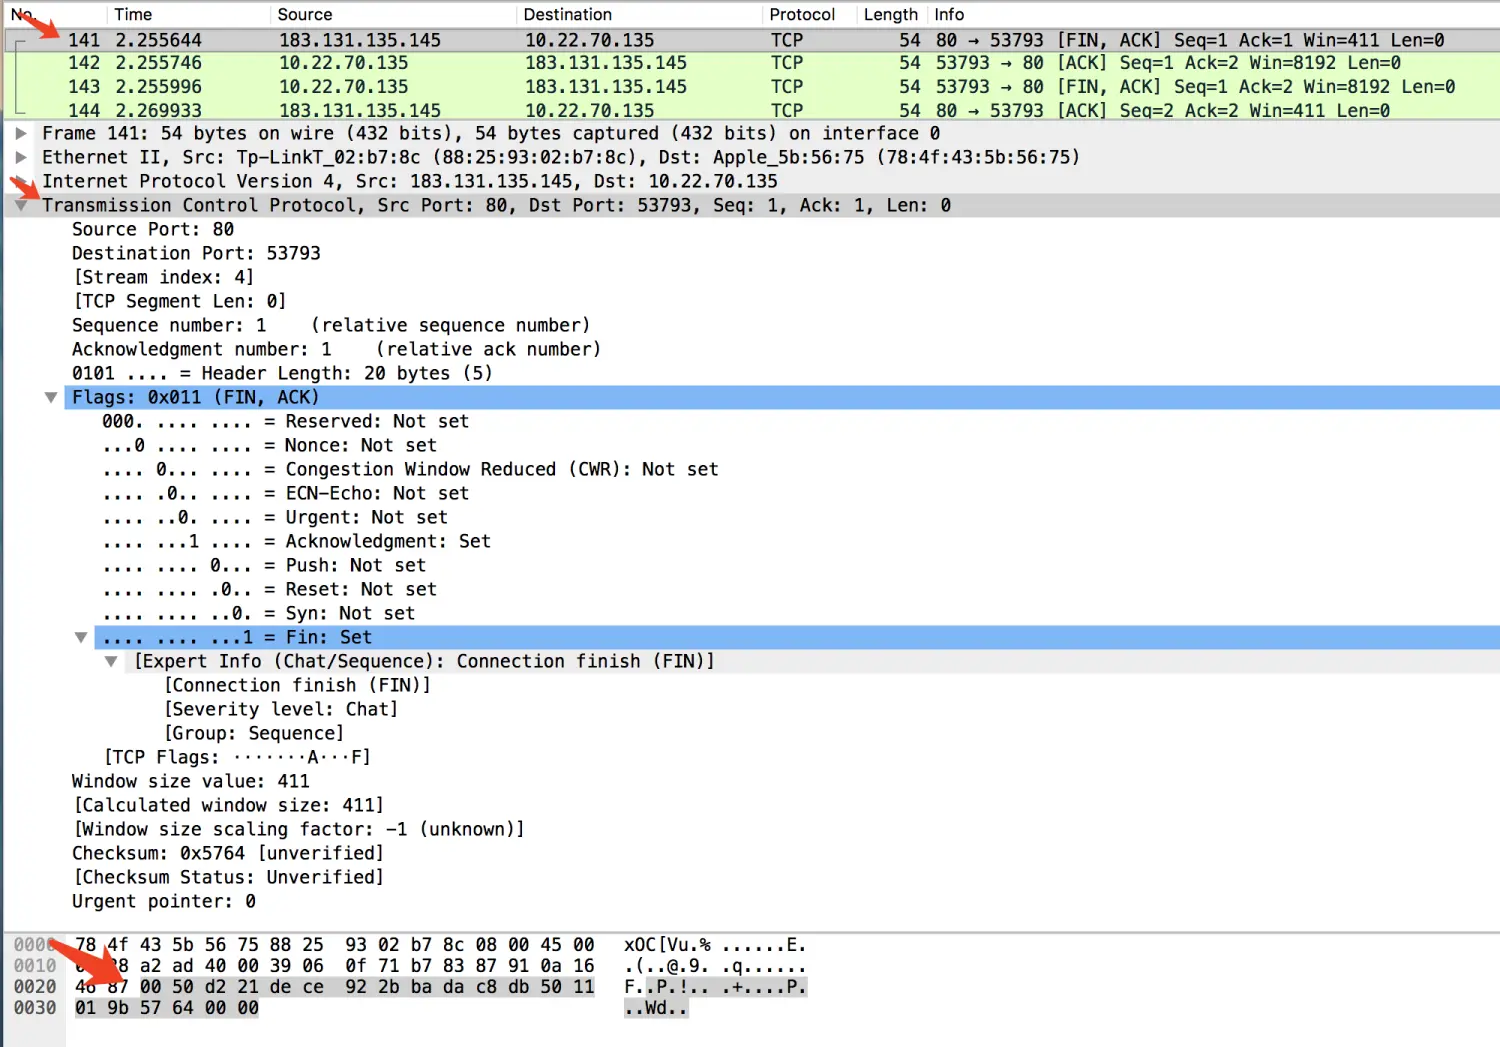 No. Time Source Destination Protocol Length Info
141 2.255644 183.131.135.145 10.22.70.135 TCP 54 80 → 53793 [FIN, ACK] Seq=1 Ack=1 Win=411 Len=0
142 2.255746 10.22.70.135 183.131.135.145 TCP 54 53793 → 80 [ACK] Seq=1 Ack=2 Win=8192 Len=0
143 2.255996 10.22.70.135 183.131.135.145 TCP 54 53793 → 80 [FIN, ACK] Seq=1 Ack=2 Win=8192 Len=0
144 2.269933 183.131.135.145 10.22.70.135 TCP 54 80 → 53793 [ACK] Seq=2 Ack=2 Win=411 Len=0
Frame 141: 54 bytes on wire (432 bits), 54 bytes captured (432 bits) on interface 0
Ethernet II, Src: Tp-LinkT_02:b7:8c (88:25:93:02:b7:8c), Dst: Apple_5b:56:75 (78:4f:43:5b:56:75)
Internet Protocol Version 4, Src: 183.131.135.145, Dst: 10.22.70.135
Transmission Control Protocol, Src Port: 80, Dst Port: 53793, Seq: 1, Ack: 1, Len: 0
Source Port: 80
Destination Port: 53793
[Stream index: 4]
[TCP Segment Len: 0]
Sequence number: 1 (relative sequence number)
Acknowledgment number: 1 (relative ack number)
0101 .... = Header Length: 20 bytes (5)
Flags: 0x011 (FIN, ACK)
000. .... .... = Reserved: Not set
...0 .... .... = Nonce: Not set
.... 0... .... = Congestion Window Reduced (CWR): Not set
.... .0.. .... = ECN-Echo: Not set
.... ..0. .... = Urgent: Not set
.... ...1 .... = Acknowledgment: Set
.... .... 0... = Push: Not set
.... .... .0.. = Reset: Not set
.... .... ..0. = Syn: Not set
.... .... ...1 = Fin: Set
[Expert Info (Chat/Sequence): Connection finish (FIN)]
[Connection finish (FIN)]
[Severity level: Chat]
[Group: Sequence]
[TCP Flags: ·······A···F]
Window size value: 411
[Calculated window size: 411]
[Window size scaling factor: -1 (unknown)]
Checksum: 0x5764 [unverified]
[Checksum Status: Unverified]
Urgent pointer: 0
0000 78 4f 43 5b 56 75 88 25 93 02 b7 8c 08 00 45 00 xOC[Vu.% ......E.
0010 a2 ad 40 00 39 06 0f 71 b7 83 87 91 0a 16 .(..@.9. .q......
0020 46 87 00 50 d2 21 de ce 92 2b ba da c8 db 50 11 F..P.!.. .+....P.
0030 01 9b 57 64 00 00 ..Wd..